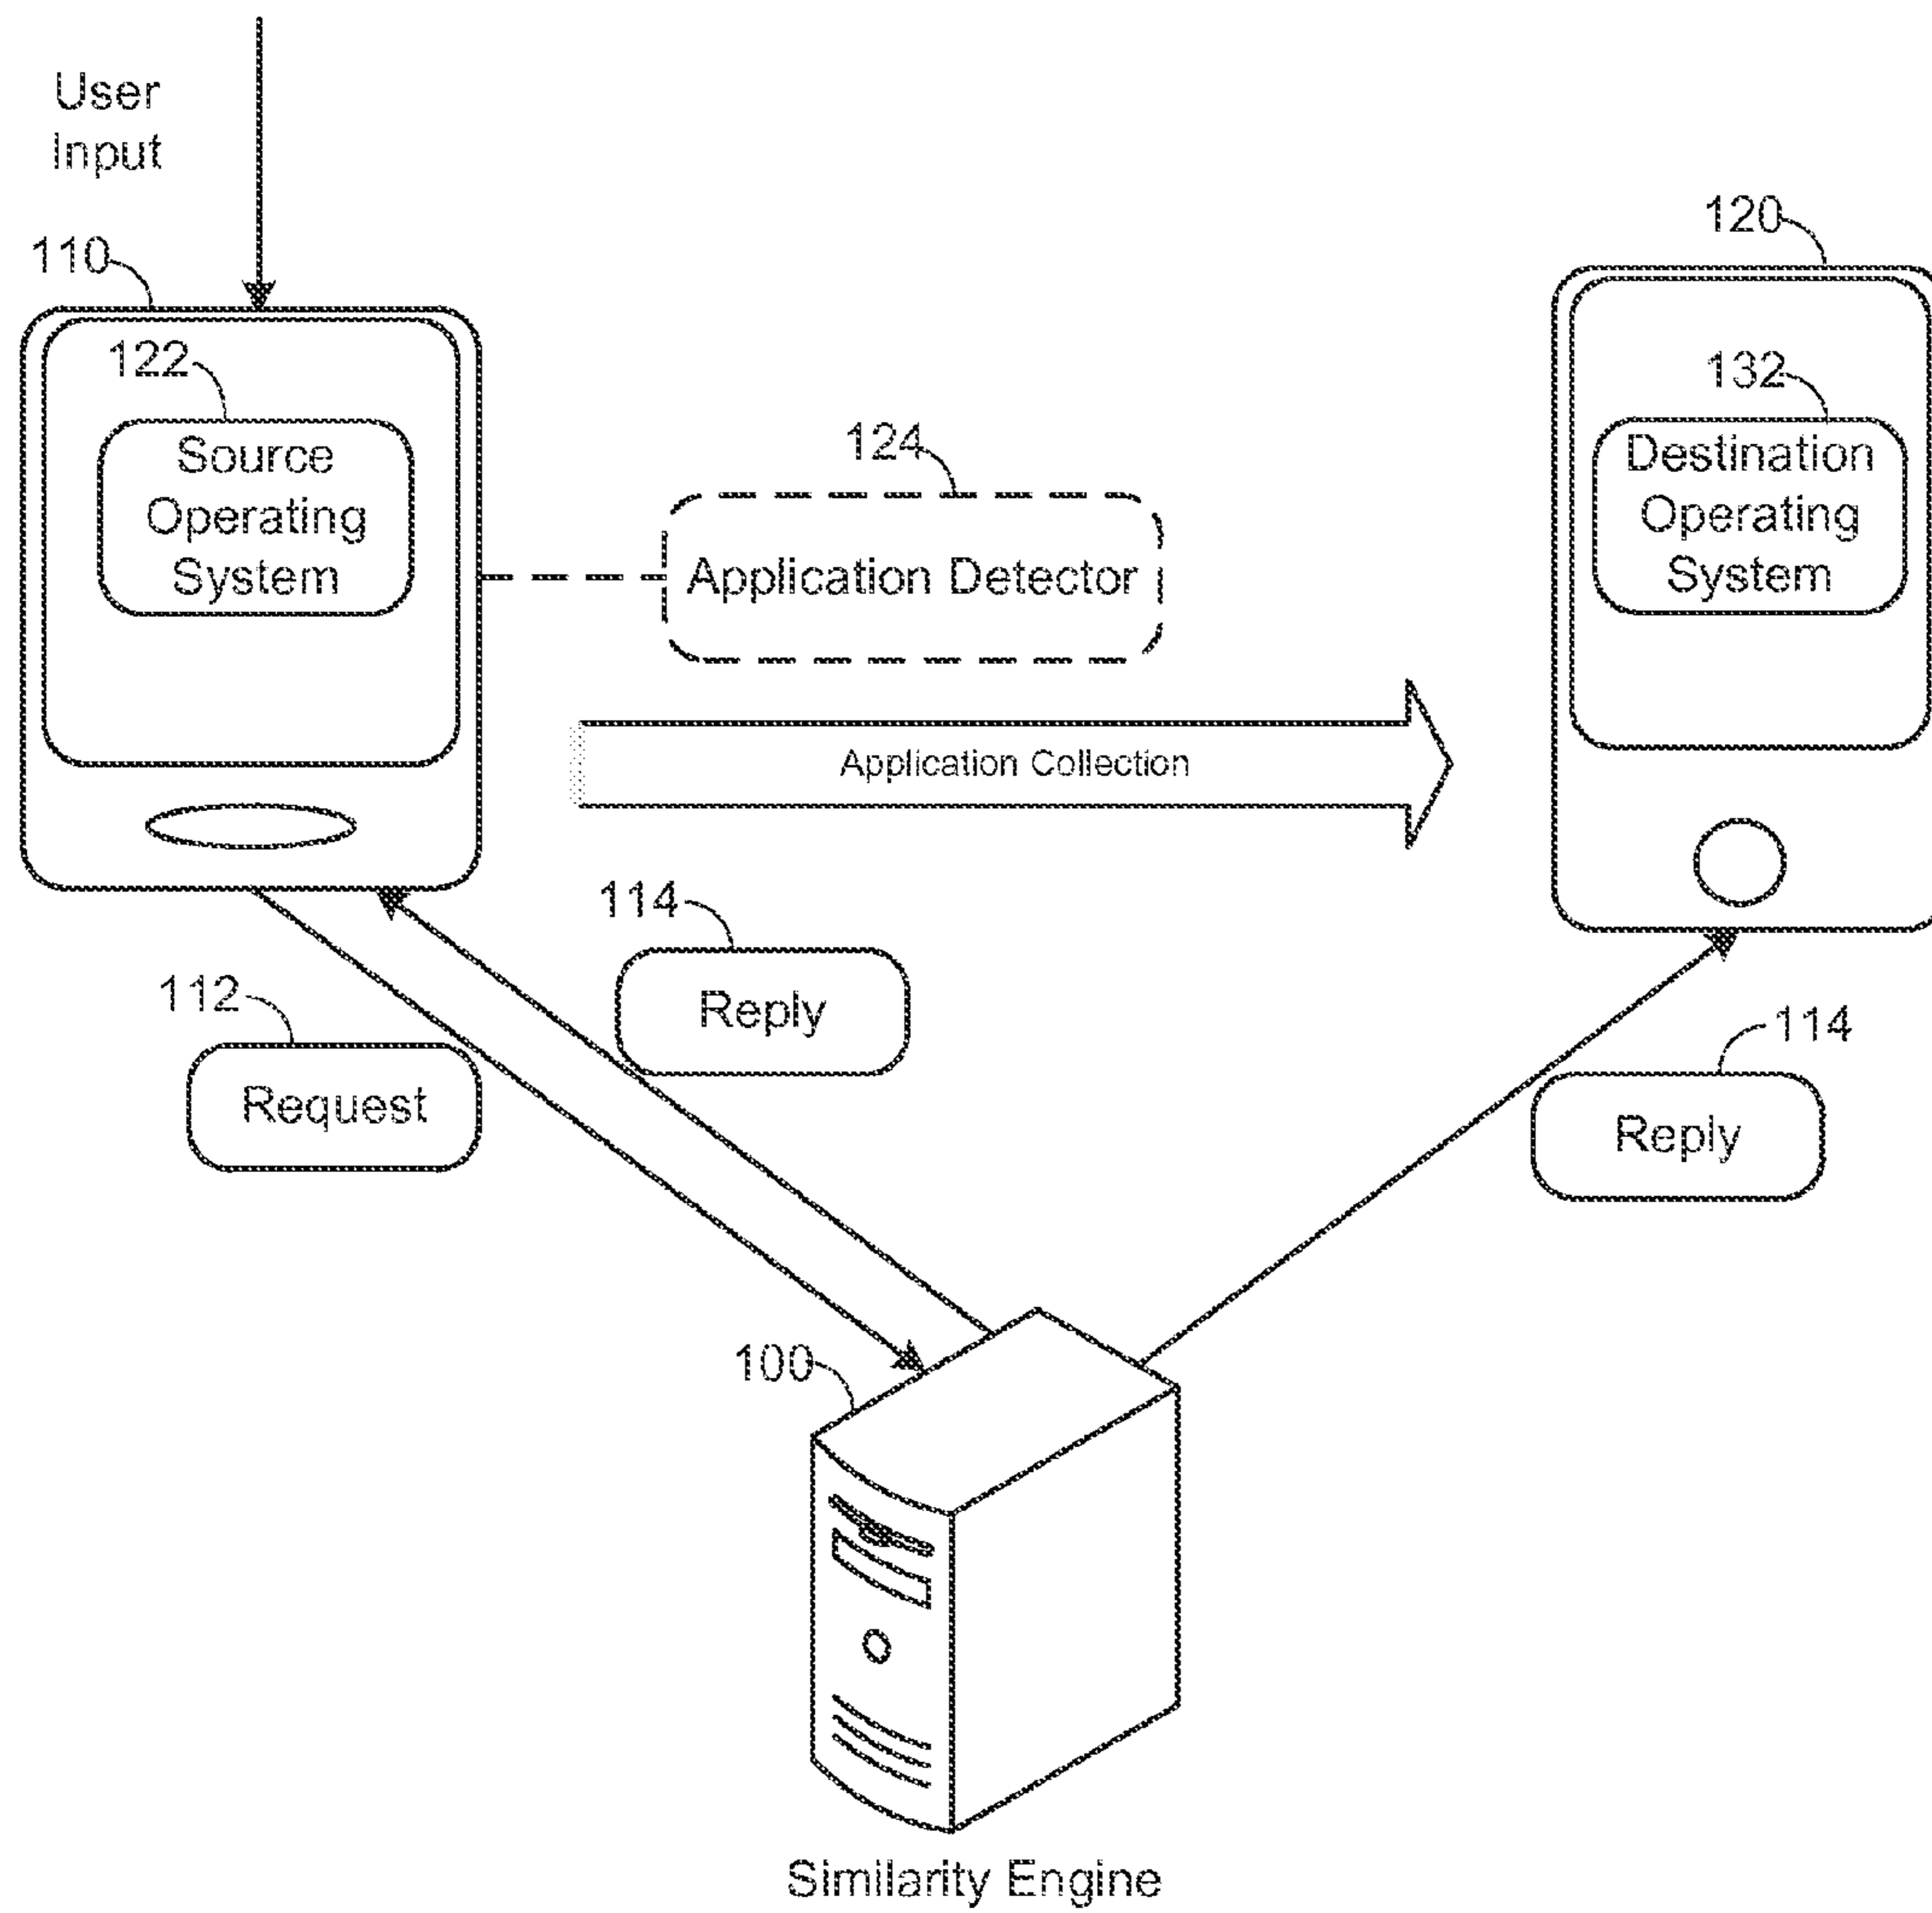 User
Input
110
120
122
Source
Operating
System
132
Destination
Operating
System
124
Application Detector
Application Collection
114
Reply
112
Request
114
Reply
100
Similarity Engine